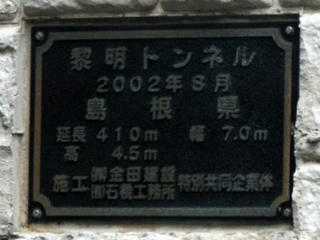 黎明トンネル
2002年8月
島根県
延長 410m 幅 7.0m
高 4.5m
施工 ㈱金田建設 特別共同企業体
㈲石橋工務所